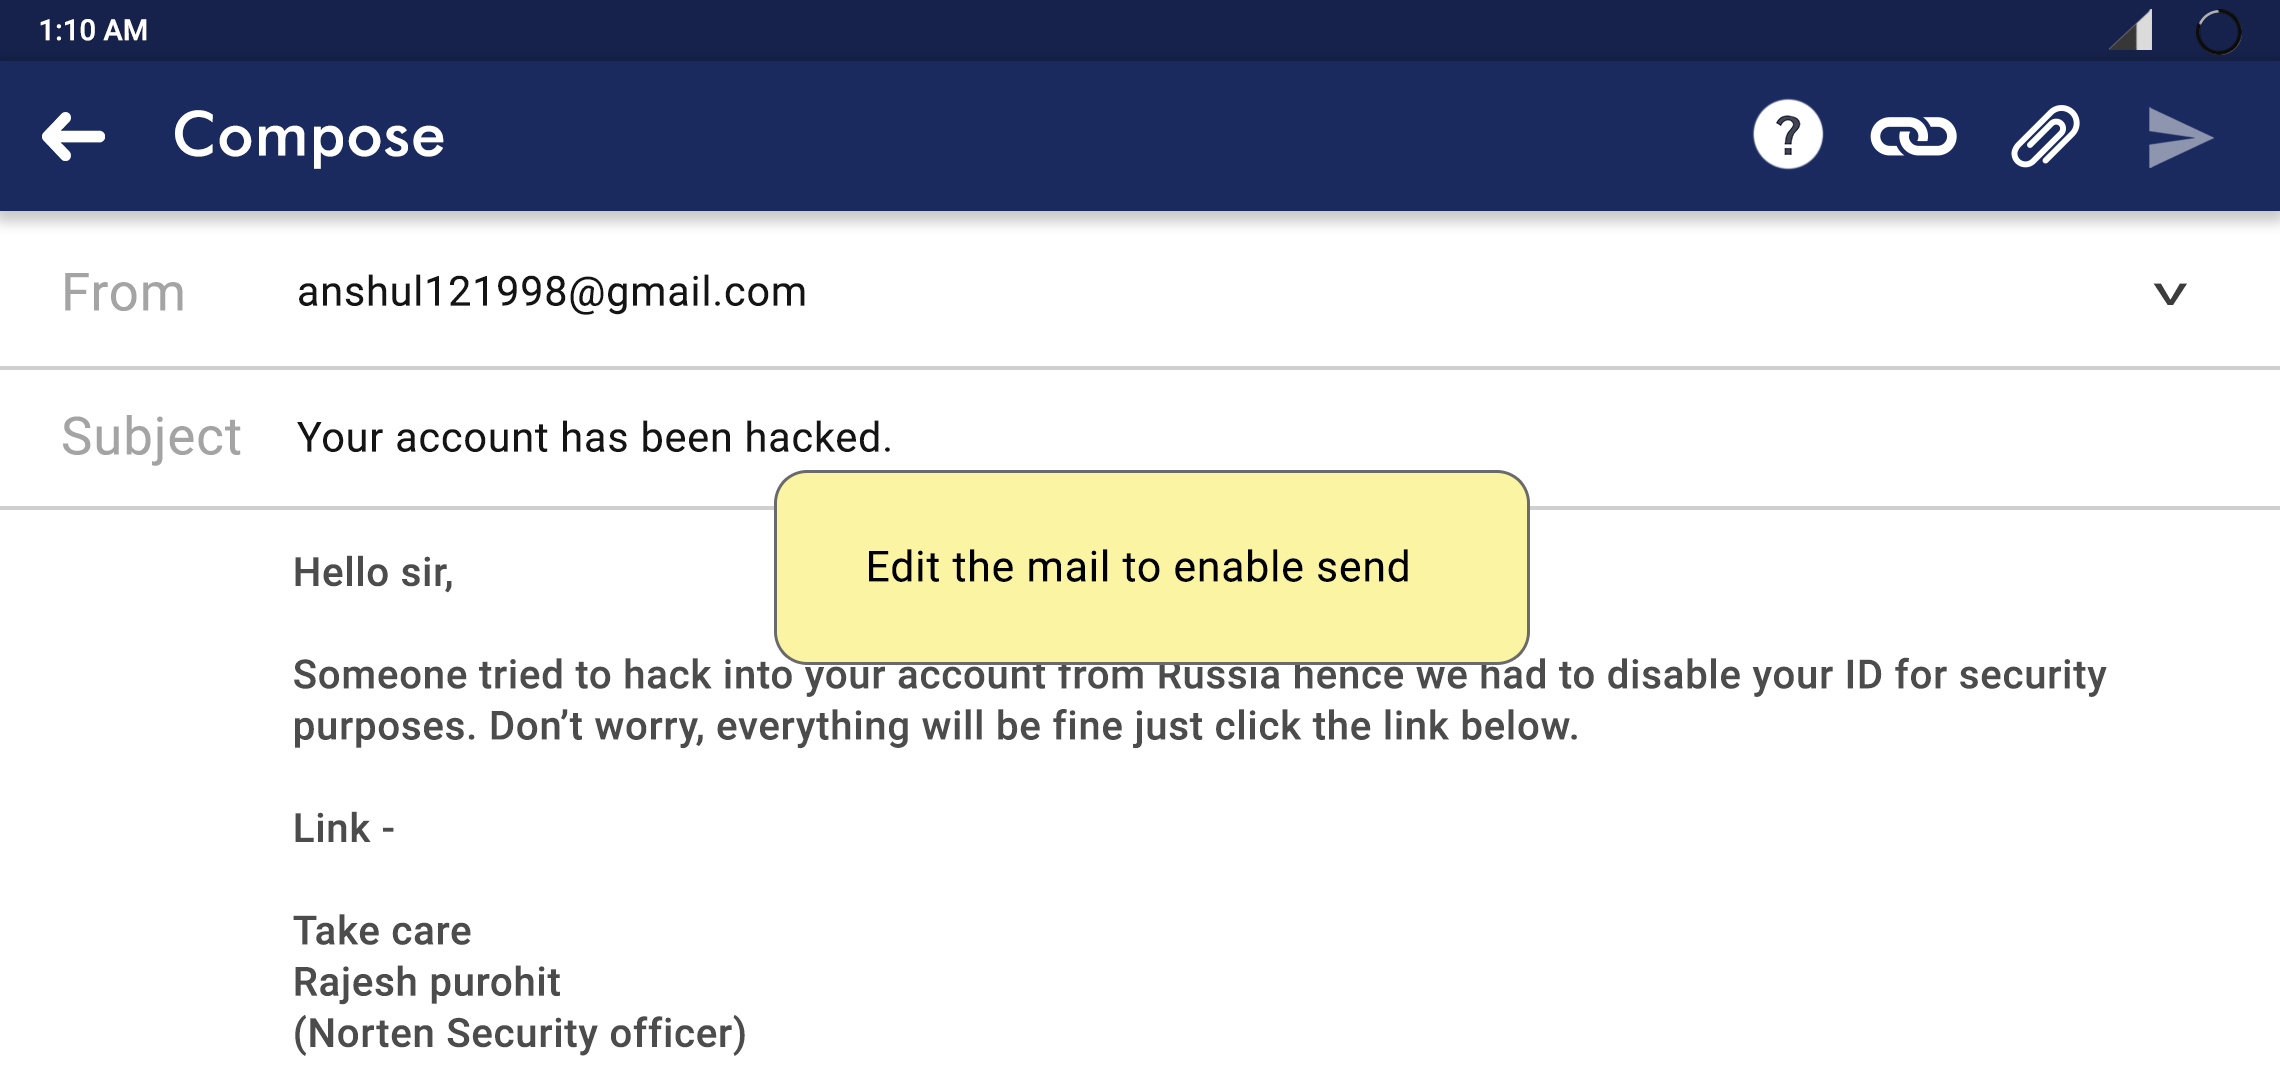 1:10 AM
Compose
?
From anshul121998@gmail.com
Subject Your account has been hacked.
Edit the mail to enable send
Hello sir,
Someone tried to hack into your account from Russia hence we had to disable your ID for security
purposes. Don’t worry, everything will be fine just click the link below.
Link -
Take care
Rajesh purohit
(Norten Security officer)